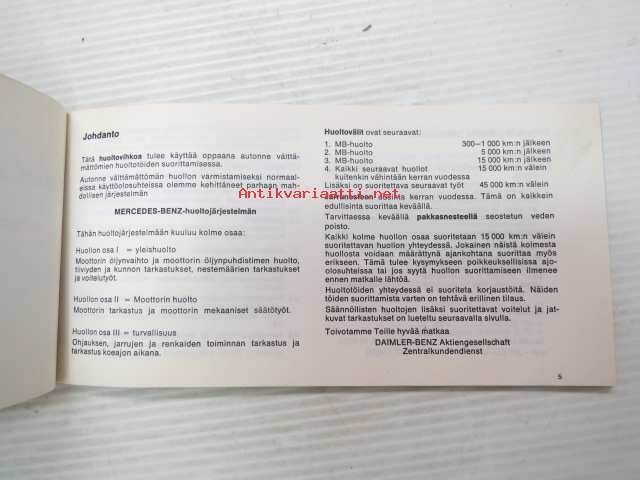 Johdanto
Tätä huoltovihkoa tulee käyttää oppaana autonne välttä-
mättömien huoltotöiden suorittamisessa.
Autonne välttämättömän huollon varmistamiseksi normaal-
eissa käyttöolosuhteissa olemme kehittäneet parhaan mah-
dollisen järjestelmän
MERCEDES-BENZ-huoltojärjestelmän
Tähän huoltojärjestelmään kuuluu kolme osaa:
Huollon osa I = yleishuolto
Moottorin öljynvaihto ja moottorin öljynpuhdistimen huolto,
tiiviyden ja kunnon tarkastukset, nestemäärien tarkastukset
ja voitelutyöt.
Huollon osa II = Moottorin huolto
Moottorin tarkastus ja moottorin mekaaniset säätötyöt.
Huollon osa III = turvallisuus
Ohjauksen, jarrujen ja renkaiden toiminnan tarkastus ja
tarkastus koeajon aikana.
Huoltovälit ovat seuraavat:
1. MB-huolto 300—1 000 km:n jälkeen
2. MB-huolto 5 000 km:n jälkeen
3. MB-huolto 15 000 km:n jälkeen
4. Kaikki seuraavat huollot 15 000 km:n välein
kuitenkin vähintään kerran vuodessa
Lisäksi on suoritettava seuraavat työt 45 000 km:n välein
Jarrunesteen uusinta kerran vuodessa. Tämä on kaikkein
edullisinta suorittaa keväällä.
Tarvittaessa keväällä pakkasnesteellä seostetun veden
poisto.
Kaikki kolme huollon osaa suoritetaan 15 000 km:n välein
suoritettavan huollon yhteydessä. Jokainen näistä kolmesta
huollosta voidaan määrättynä ajankohtana suorittaa myös
erikseen. Tämä tulee kysymykseen poikkeuksellisissa ajo-
olosuhteissa tai jos syytä huollon suorittamiseen ilmenee
ennen matkalle lähtöä.
Huoltotöiden yhteydessä ei suoriteta korjaustöitä. Näiden
töiden suorittamista varten on tehtävä erillinen tilaus.
Säännöllisten huoltojen lisäksi suoritettavat voitelut ja jat-
kuvat tarkastukset on lueteltu seuraavalla sivulla.
Toivotamme Teille hyvää matkaa
DAIMLER-BENZ Aktiengesellschaft
Zentralkundendienst
5
Antikvariaatti.net